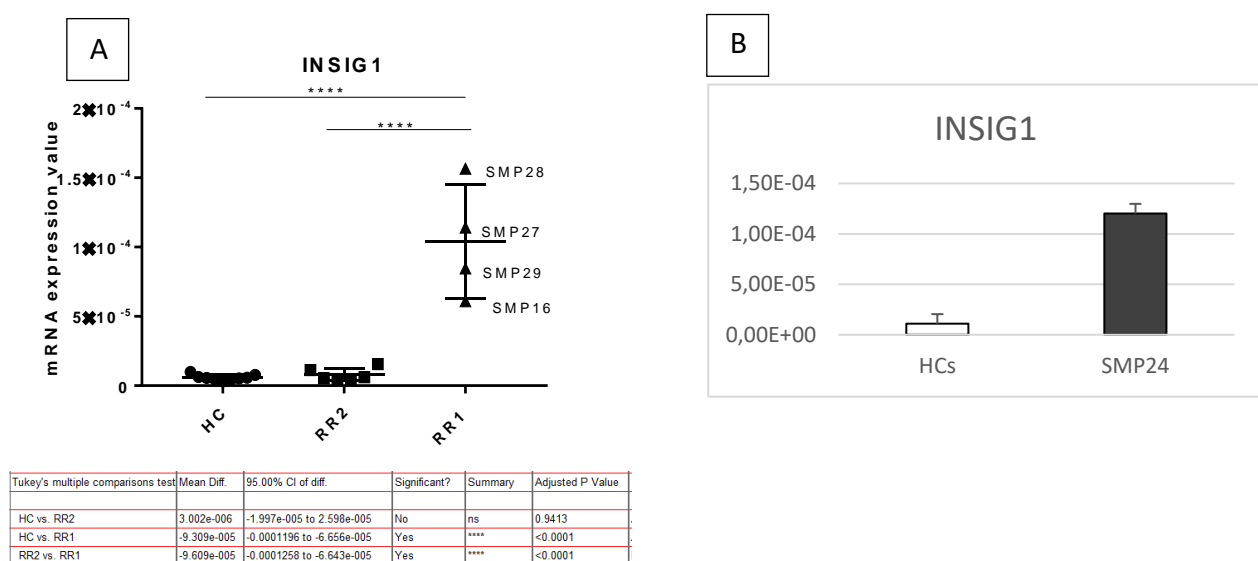 A
INSIG1
****
****
mRNA expression value
2✖10 -4
1.5✖10 -4
1✖10 -4
5✖10 -5
0
SMP28
SMP27
SMP29
SMP16
HC
RR2
RR1
Tukey's multiple comparisons test Mean Diff. 95.00% CI of diff. Significant? Summary Adjusted P Value
HC vs. RR2 3.002e-006 -1.997e-005 to 2.598e-005 No ns 0.9413
HC vs. RR1 -9.309e-005 -0.0001196 to -6.656e-005 Yes **** <0.0001
RR2 vs. RR1 -9.609e-005 -0.0001258 to -6.643e-005 Yes **** <0.0001
B
INSIG1
1,50E-04
1,00E-04
5,00E-05
0,00E+00
HCs
SMP24